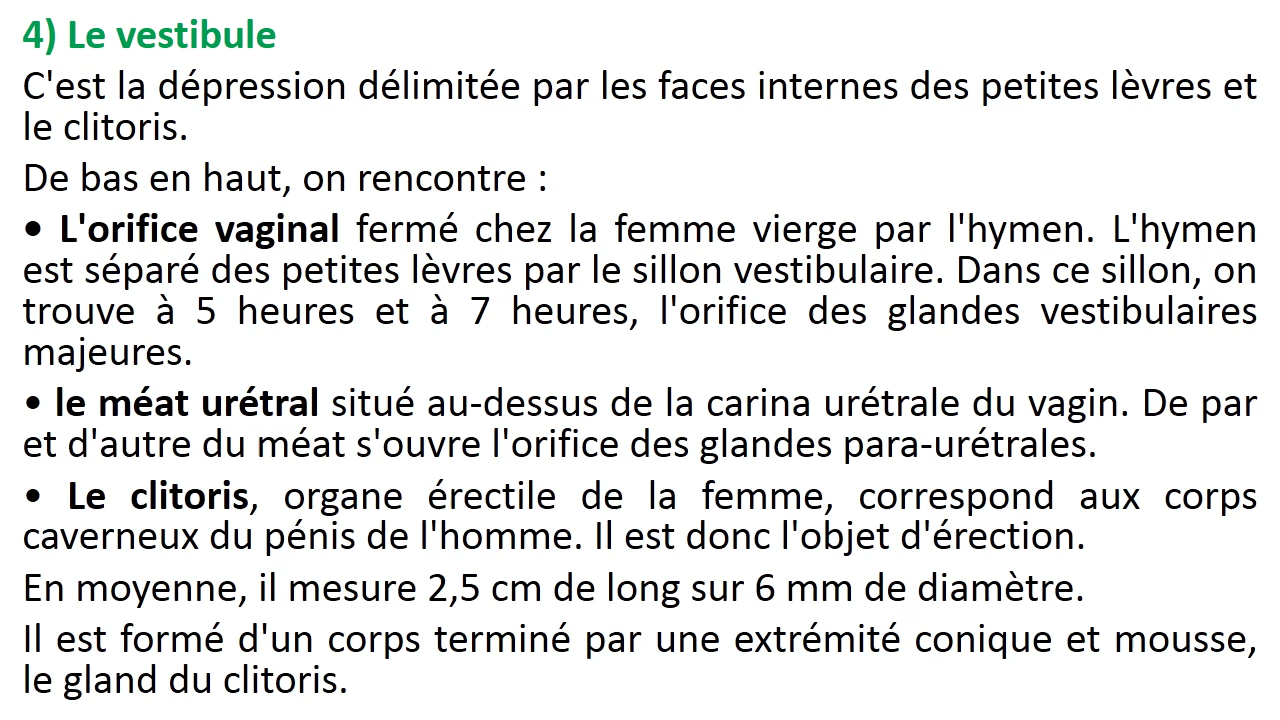 4) Le vestibule
C'est la dépression délimitée par les faces internes des petites lèvres et
le clitoris.
De bas en haut, on rencontre :
• L'orifice vaginal fermé chez la femme vierge par l'hymen. L'hymen
est séparé des petites lèvres par le sillon vestibulaire. Dans ce sillon, on
trouve à 5 heures et à 7 heures, l'orifice des glandes vestibulaires
majeures.
• le méat urétral situé au-dessus de la carina urétrale du vagin. De par
et d'autre du méat s'ouvre l'orifice des glandes para-urétrales.
• Le clitoris, organe érectile de la femme, correspond aux corps
caverneux du pénis de l'homme. Il est donc l'objet d'érection.
En moyenne, il mesure 2,5 cm de long sur 6 mm de diamètre.
Il est formé d'un corps terminé par une extrémité conique et mousse,
le gland du clitoris.